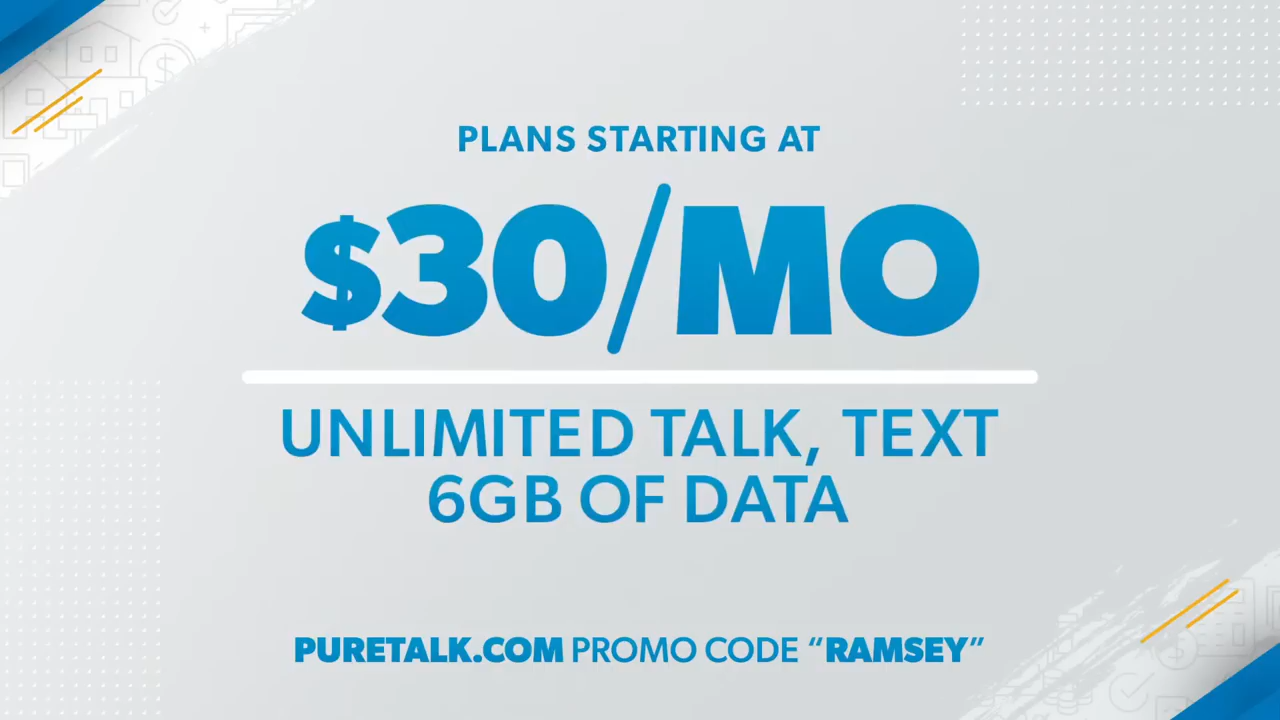 PLANS STARTING AT
$30/MO
UNLIMITED TALK, TEXT
6GB OF DATA
PURETALK.COM PROMO CODE “RAMSEY”